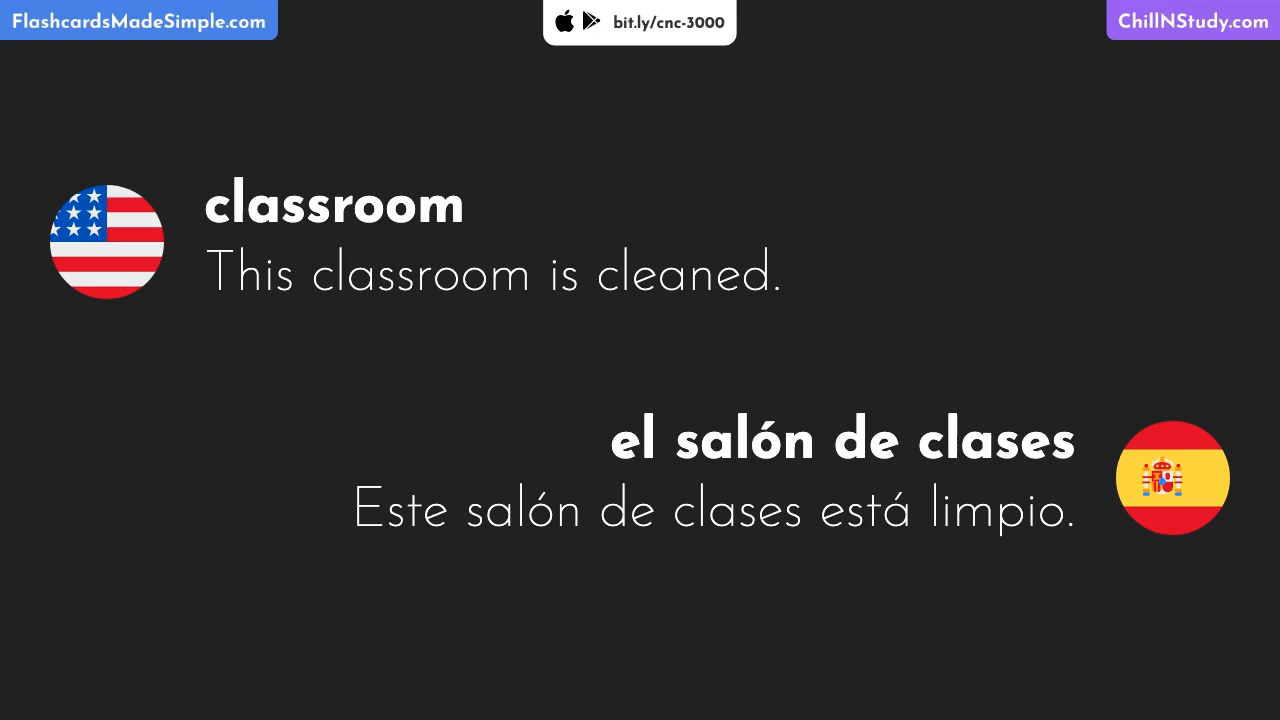 FlashcardsMadeSimple.com
bit.ly/cnc-3000
ChillNStudy.com
classroom
This classroom is cleaned.
el salón de clases
Este salón de clases está limpio.